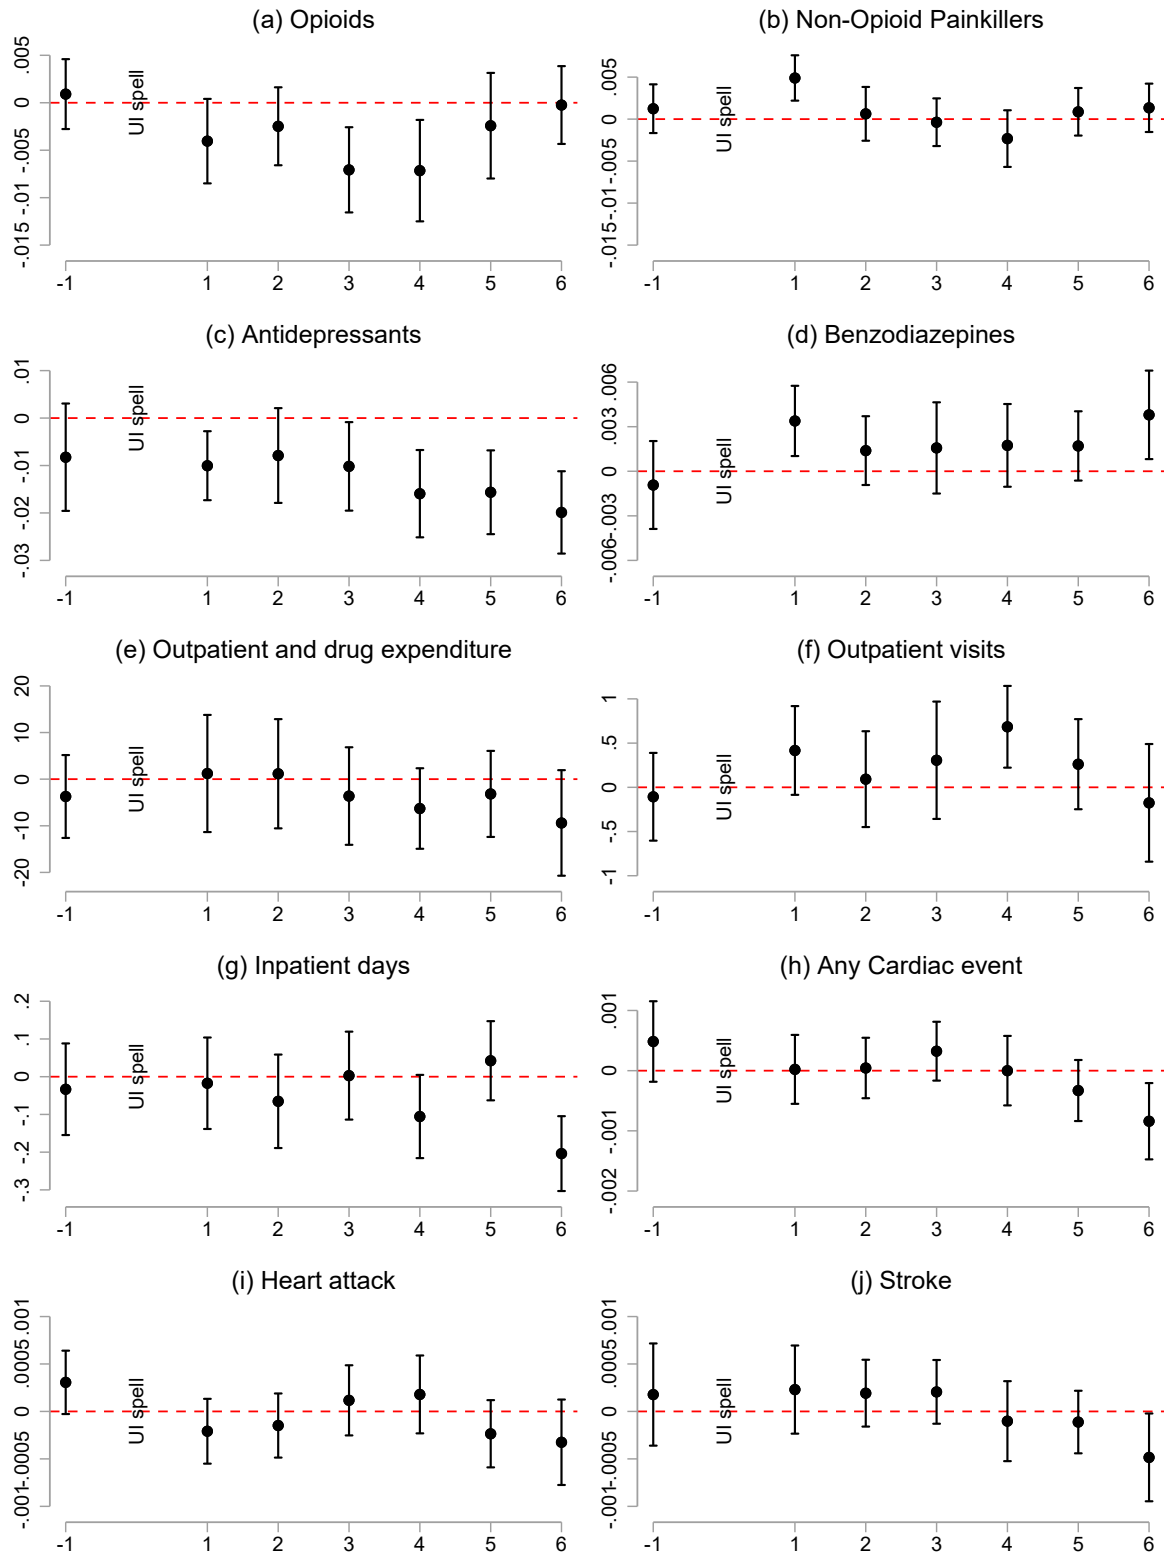 (a) Opioids
.005
0
-.005
-.01
-.015
UI spell
-1 1 2 3 4 5 6
(b) Non-Opioid Painkillers
.005
0
-.005
-.01
-.015
UI spell
-1 1 2 3 4 5 6
(c) Antidepressants
.01
0
-.01
-.02
-.03
UI spell
-1 1 2 3 4 5 6
(d) Benzodiazepines
.006
.003
0
-.003
-.006
UI spell
-1 1 2 3 4 5 6
(e) Outpatient and drug expenditure
20
10
0
-10
-20
UI spell
-1 1 2 3 4 5 6
(f) Outpatient visits
1
.5
0
-.5
-1
UI spell
-1 1 2 3 4 5 6
(g) Inpatient days
.2
.1
0
-.1
-.2
-.3
UI spell
-1 1 2 3 4 5 6
(h) Any Cardiac event
.001
0
-.001
-.002
UI spell
-1 1 2 3 4 5 6
(i) Heart attack
.001
.0005
0
-.0005
-.001
UI spell
-1 1 2 3 4 5 6
(j) Stroke
.001
.0005
0
-.0005
-.001
UI spell
-1 1 2 3 4 5 6